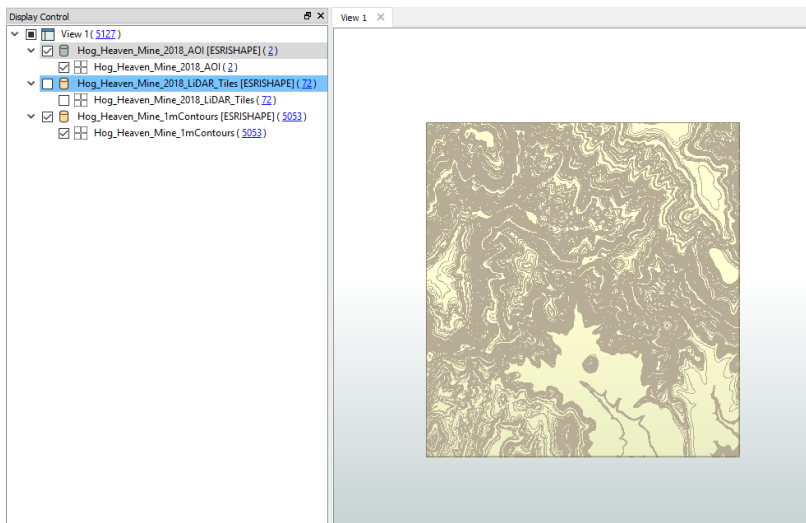 Display Control
View 1 ( 5127 )
Hog_Heaven_Mine_2018_AOI [ESRISHAPE] ( 2 )
Hog_Heaven_Mine_2018_AOI ( 2 )
Hog_Heaven_Mine_2018_LiDAR_Tiles [ESRISHAPE] ( 72 )
Hog_Heaven_Mine_2018_LiDAR_Tiles ( 72 )
Hog_Heaven_Mine_1mContours [ESRISHAPE] ( 5053 )
Hog_Heaven_Mine_1mContours ( 5053 )
View 1